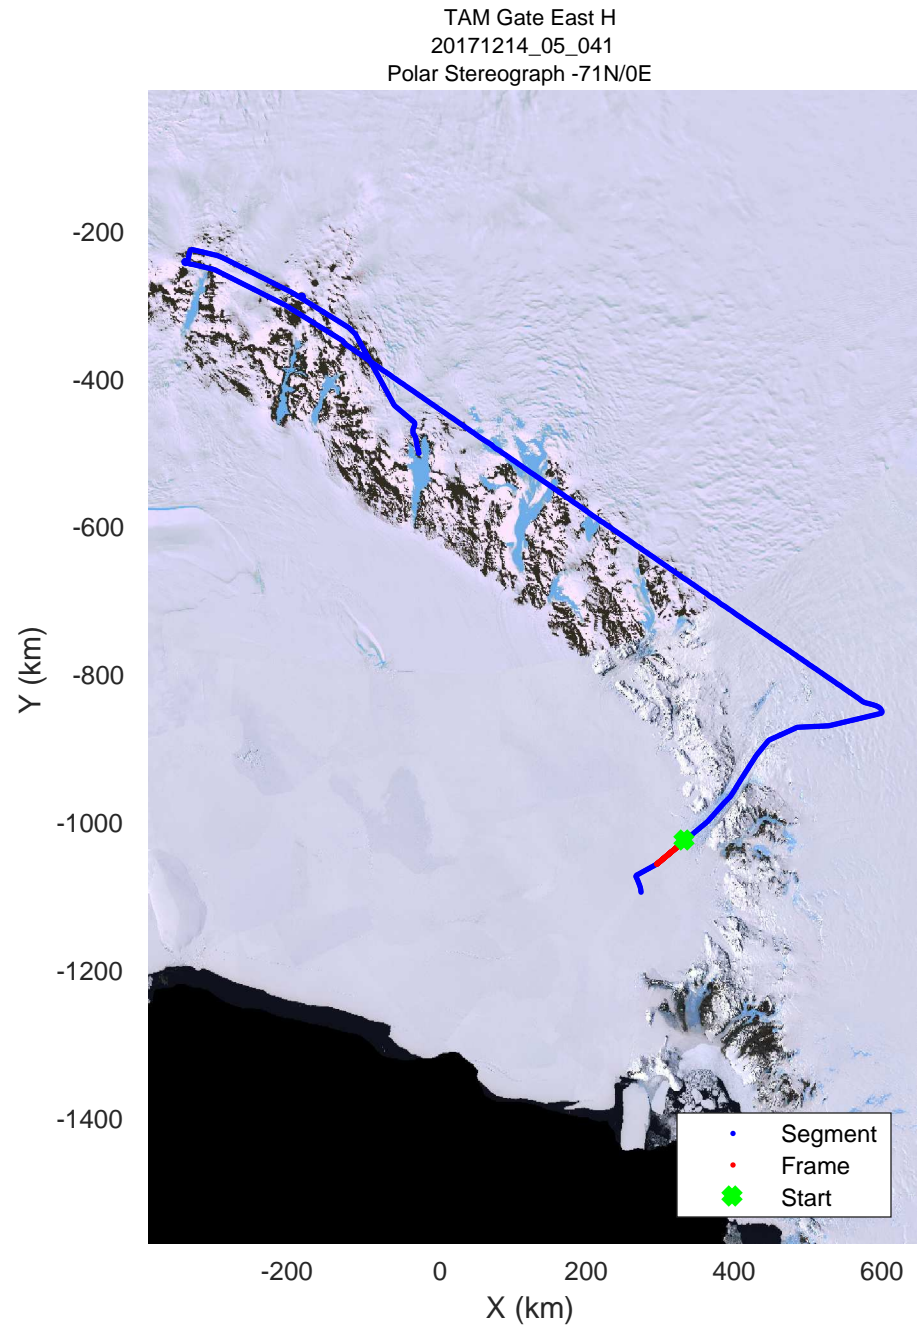 TAM Gate East H
20171214_05_041
Polar Stereograph -71N/0E
-200
-400
-600
-800
-1000
-1200
-1400
Y (km)
-200 0 200 400 600
X (km)
Segment
Frame
Start